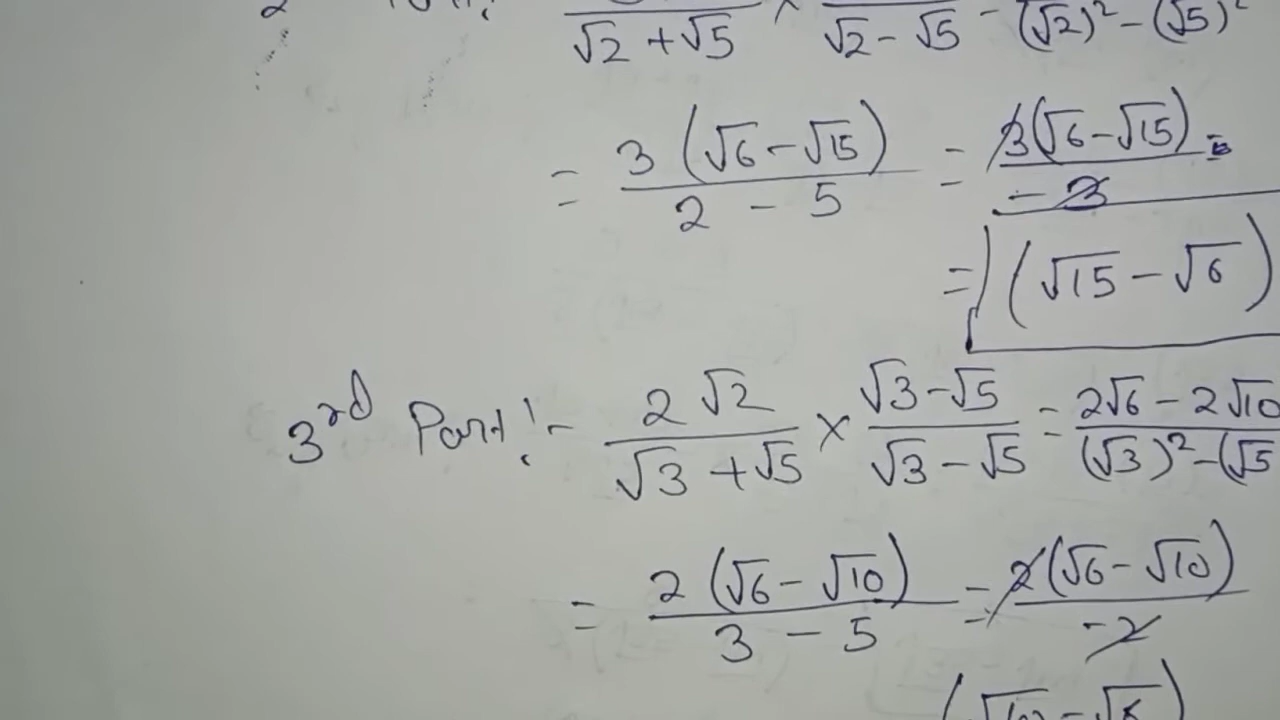 / √2 + √5 × / √2 - √5 - (√2)² - (√5)²
= 3 (√6 - √15) / 2 - 5 = 3(√6 - √15) / - 3 =
= (√15 - √6)
3rd Part :- 2√2 / √3 + √5 × √3 - √5 / √3 - √5 = 2√6 - 2√10 / (√3)² - (√5
= 2 (√6 - √10) / 3 - 5 = 2(√6 - √10) / -2
(√10 - √6)